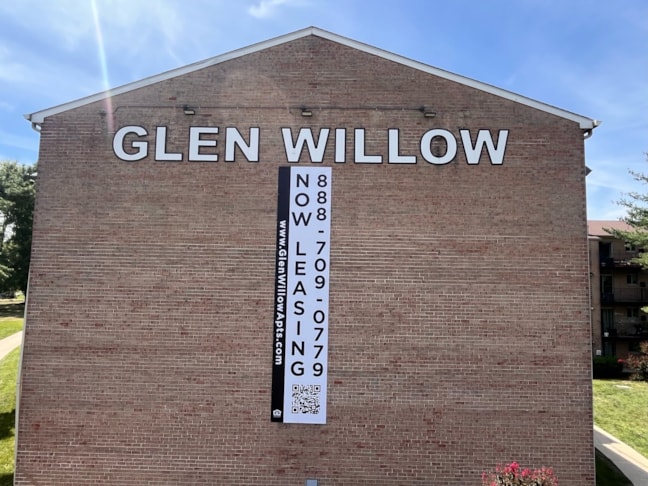 GLEN WILLOW
www.GlenWillowApts.com
NOW LEASING
888-709-0779